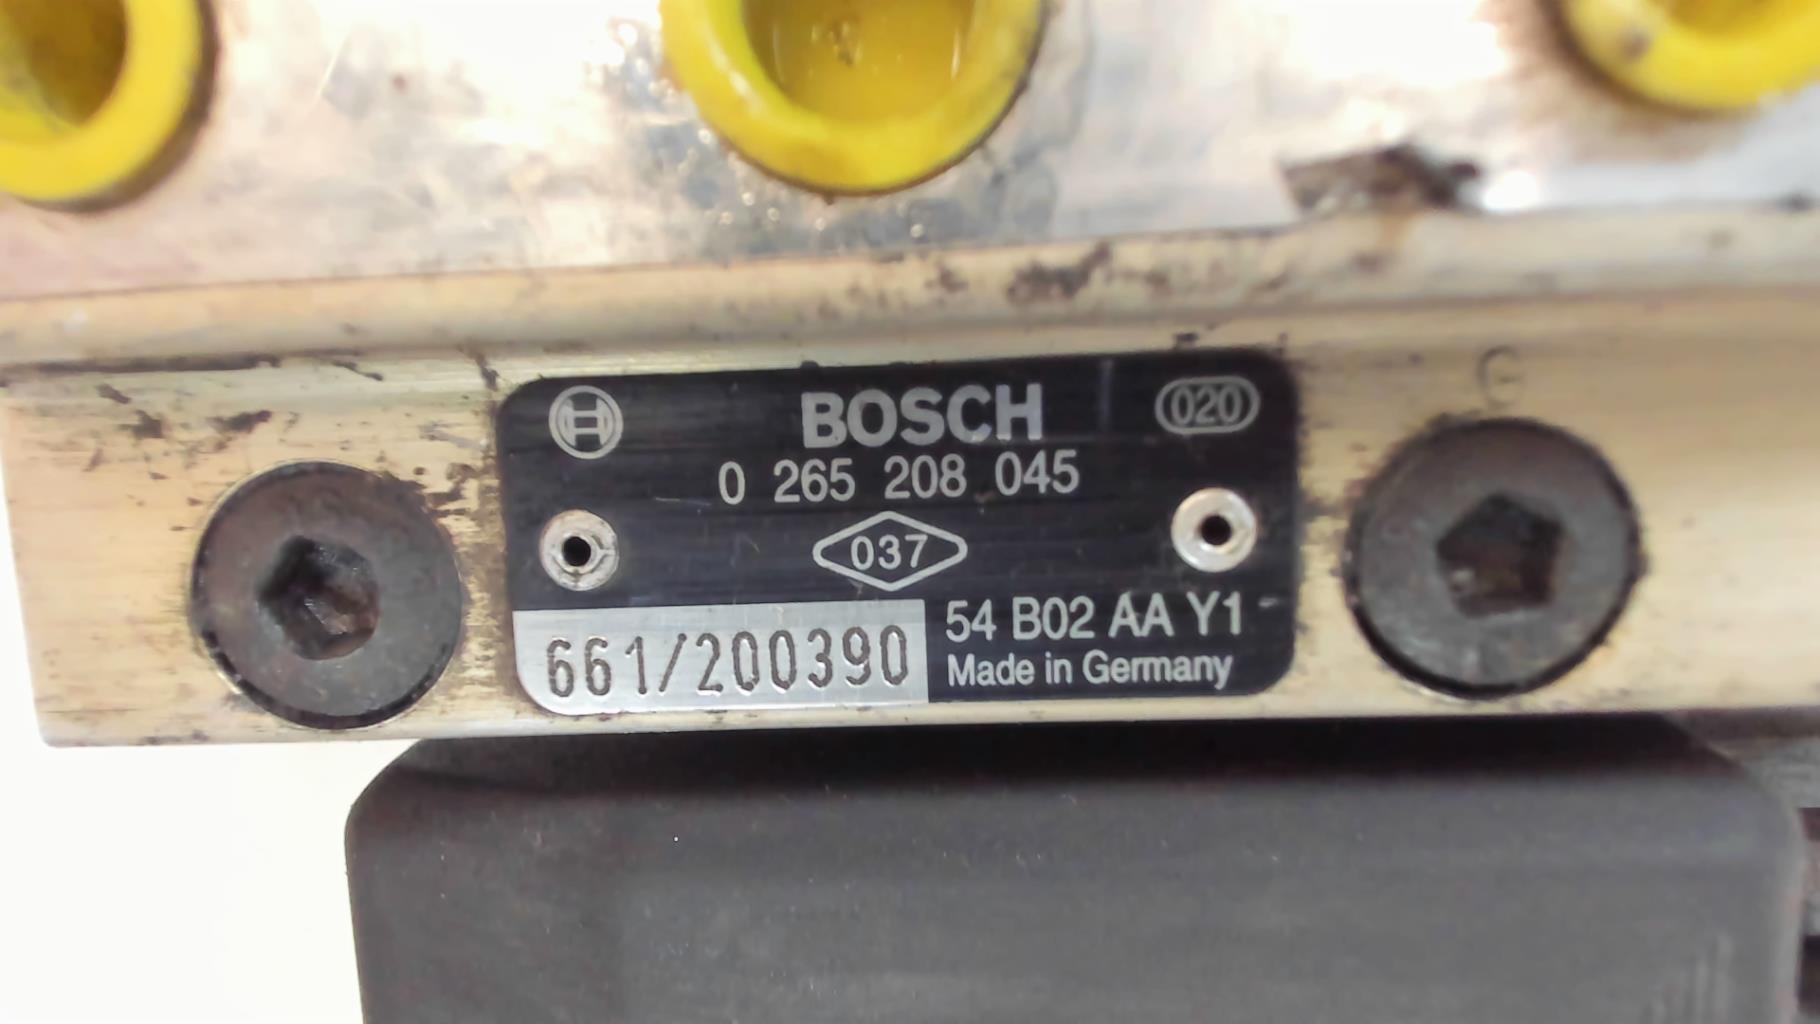 G
BOSCH 020
0 265 208 045
037
54 B02 AA Y1
661/200390 Made in Germany